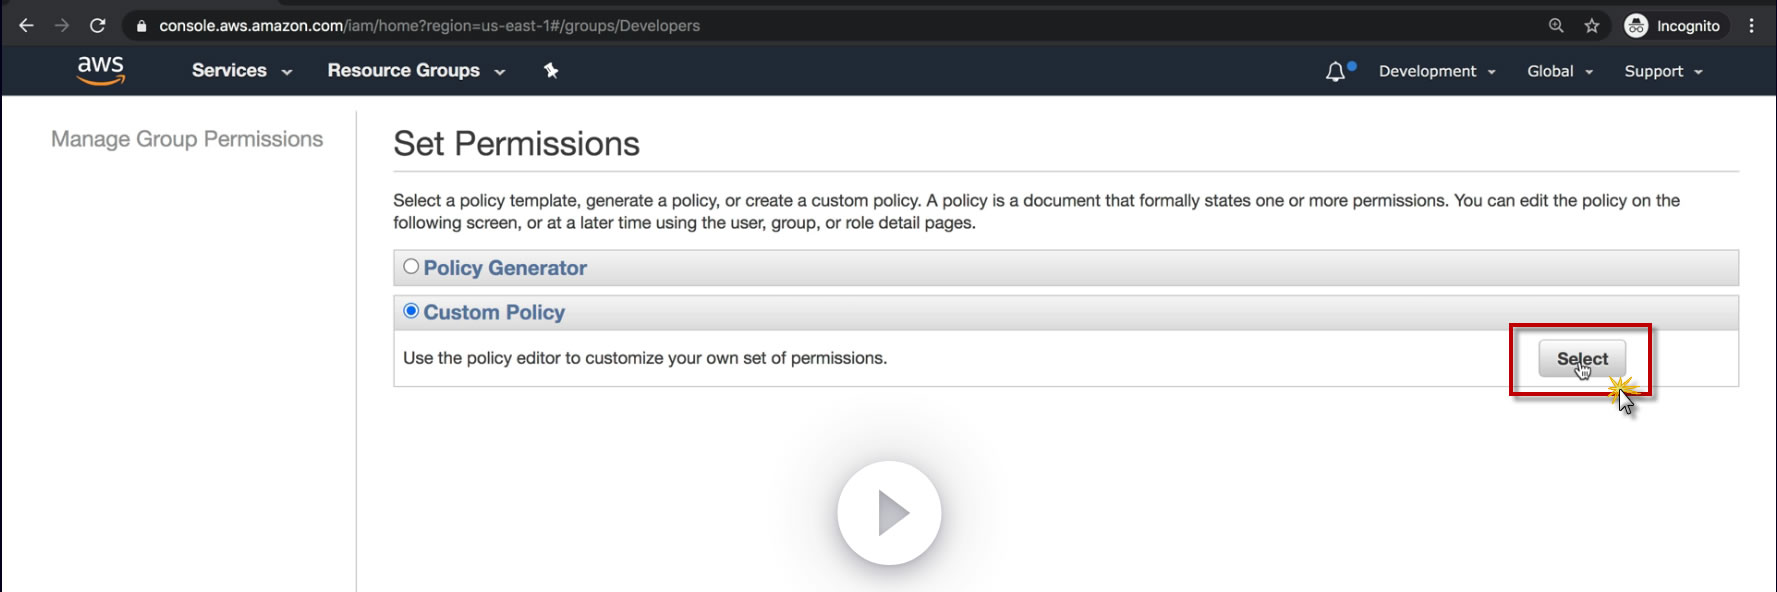 console.aws.amazon.com/iam/home?region=us-east-1#/groups/Developers
Incognito
aws
Services
Resource Groups
Development
Global
Support
Manage Group Permissions
Set Permissions
Select a policy template, generate a policy, or create a custom policy. A policy is a document that formally states one or more permissions. You can edit the policy on the
following screen, or at a later time using the user, group, or role detail pages.
Policy Generator
Custom Policy
Use the policy editor to customize your own set of permissions.
Select